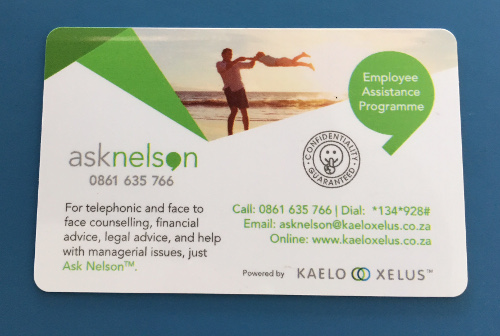 Employee
Assistance
Programme
asknelson
0861 635 766
CONFIDENTIALITY
GUARANTEED
For telephonic and face to
face counselling, financial
advice, legal advice, and help
with managerial issues, just
Ask Nelson™.
Call: 0861 635 766 | Dial: *134*928#
Email: asknelson@kaeloxelus.co.za
Online: www.kaeloxelus.co.za
Powered by KAELO XELUS™